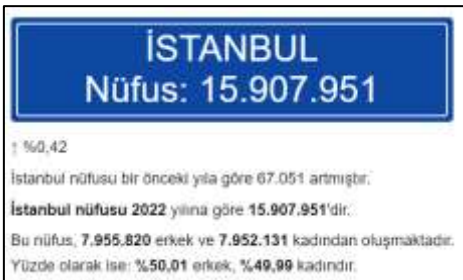 İSTANBUL
Nüfus: 15.907.951
↑ %0,42
İstanbul nüfusu bir önceki yıla göre 67.051 artmıştır.
İstanbul nüfusu 2022 yılına göre 15.907.951'dir.
Bu nüfus, 7.955.820 erkek ve 7.952.131 kadından oluşmaktadır.
Yüzde olarak ise: %50,01 erkek, %49,99 kadındır.